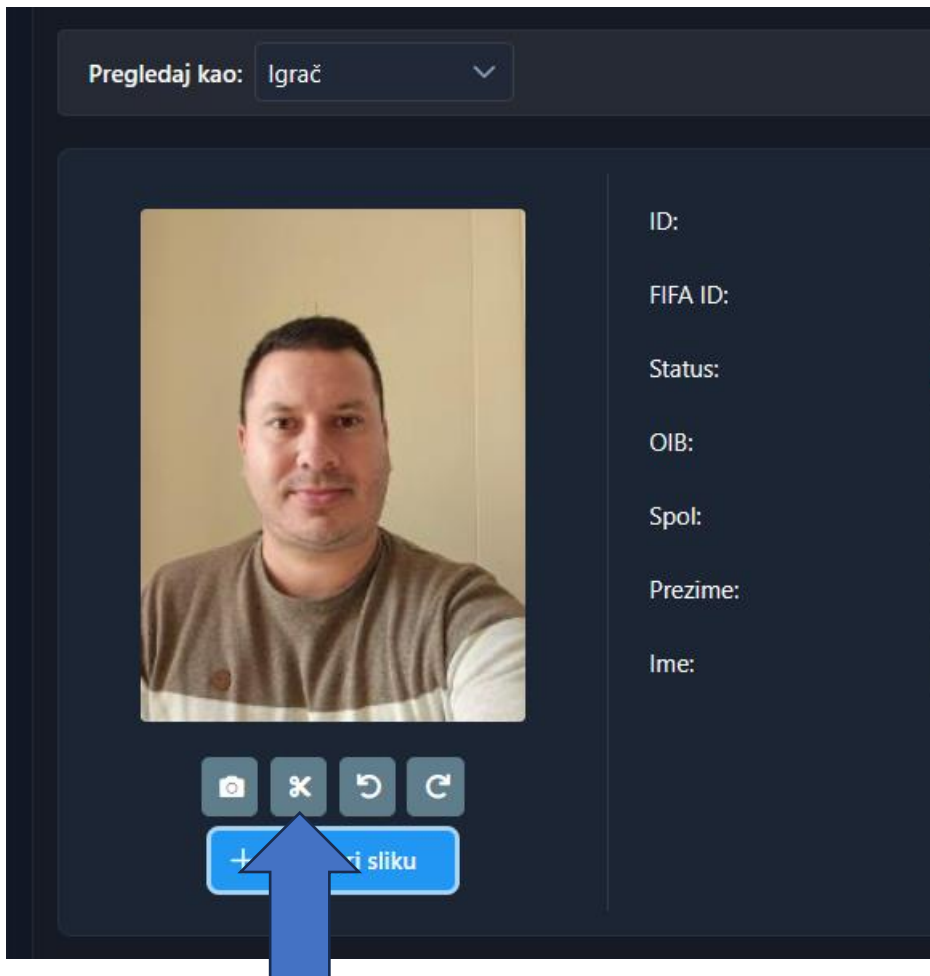 Pregledaj kao: Igrač
ID:
FIFA ID:
Status:
OIB:
Spol:
Prezime:
Ime:
sliku